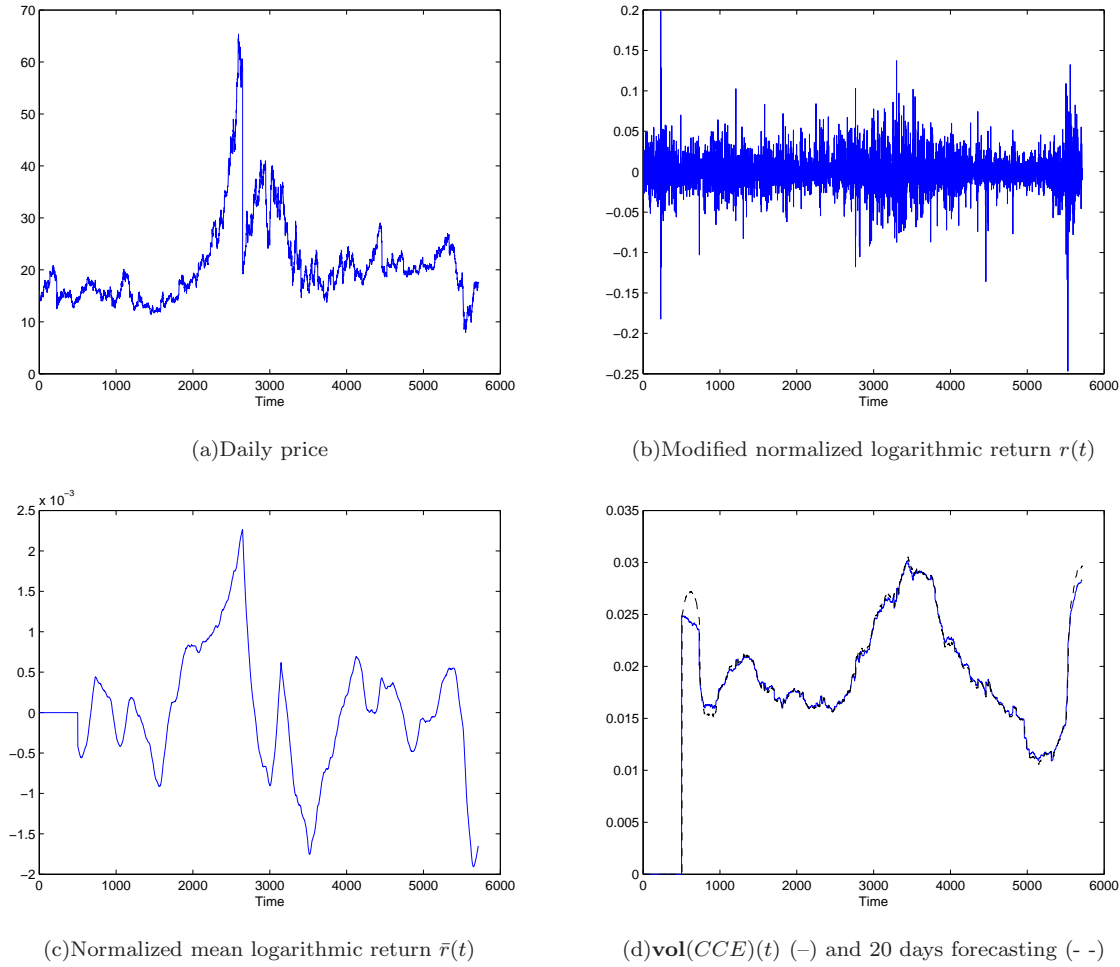 70
60
50
40
30
20
10
0
0 1000 2000 3000 4000 5000 6000
Time
(a)Daily price
0.2
0.15
0.1
0.05
0
−0.05
−0.1
−0.15
−0.2
−0.25
0 1000 2000 3000 4000 5000 6000
Time
(b)Modified normalized logarithmic return r(t)
x 10⁻³
2.5
2
1.5
1
0.5
0
−0.5
−1
−1.5
−2
0 1000 2000 3000 4000 5000 6000
Time
(c)Normalized mean logarithmic return r̄(t)
0.035
0.03
0.025
0.02
0.015
0.01
0.005
0
0 1000 2000 3000 4000 5000 6000
Time
(d)vol(CCE)(t) (–) and 20 days forecasting (- -)